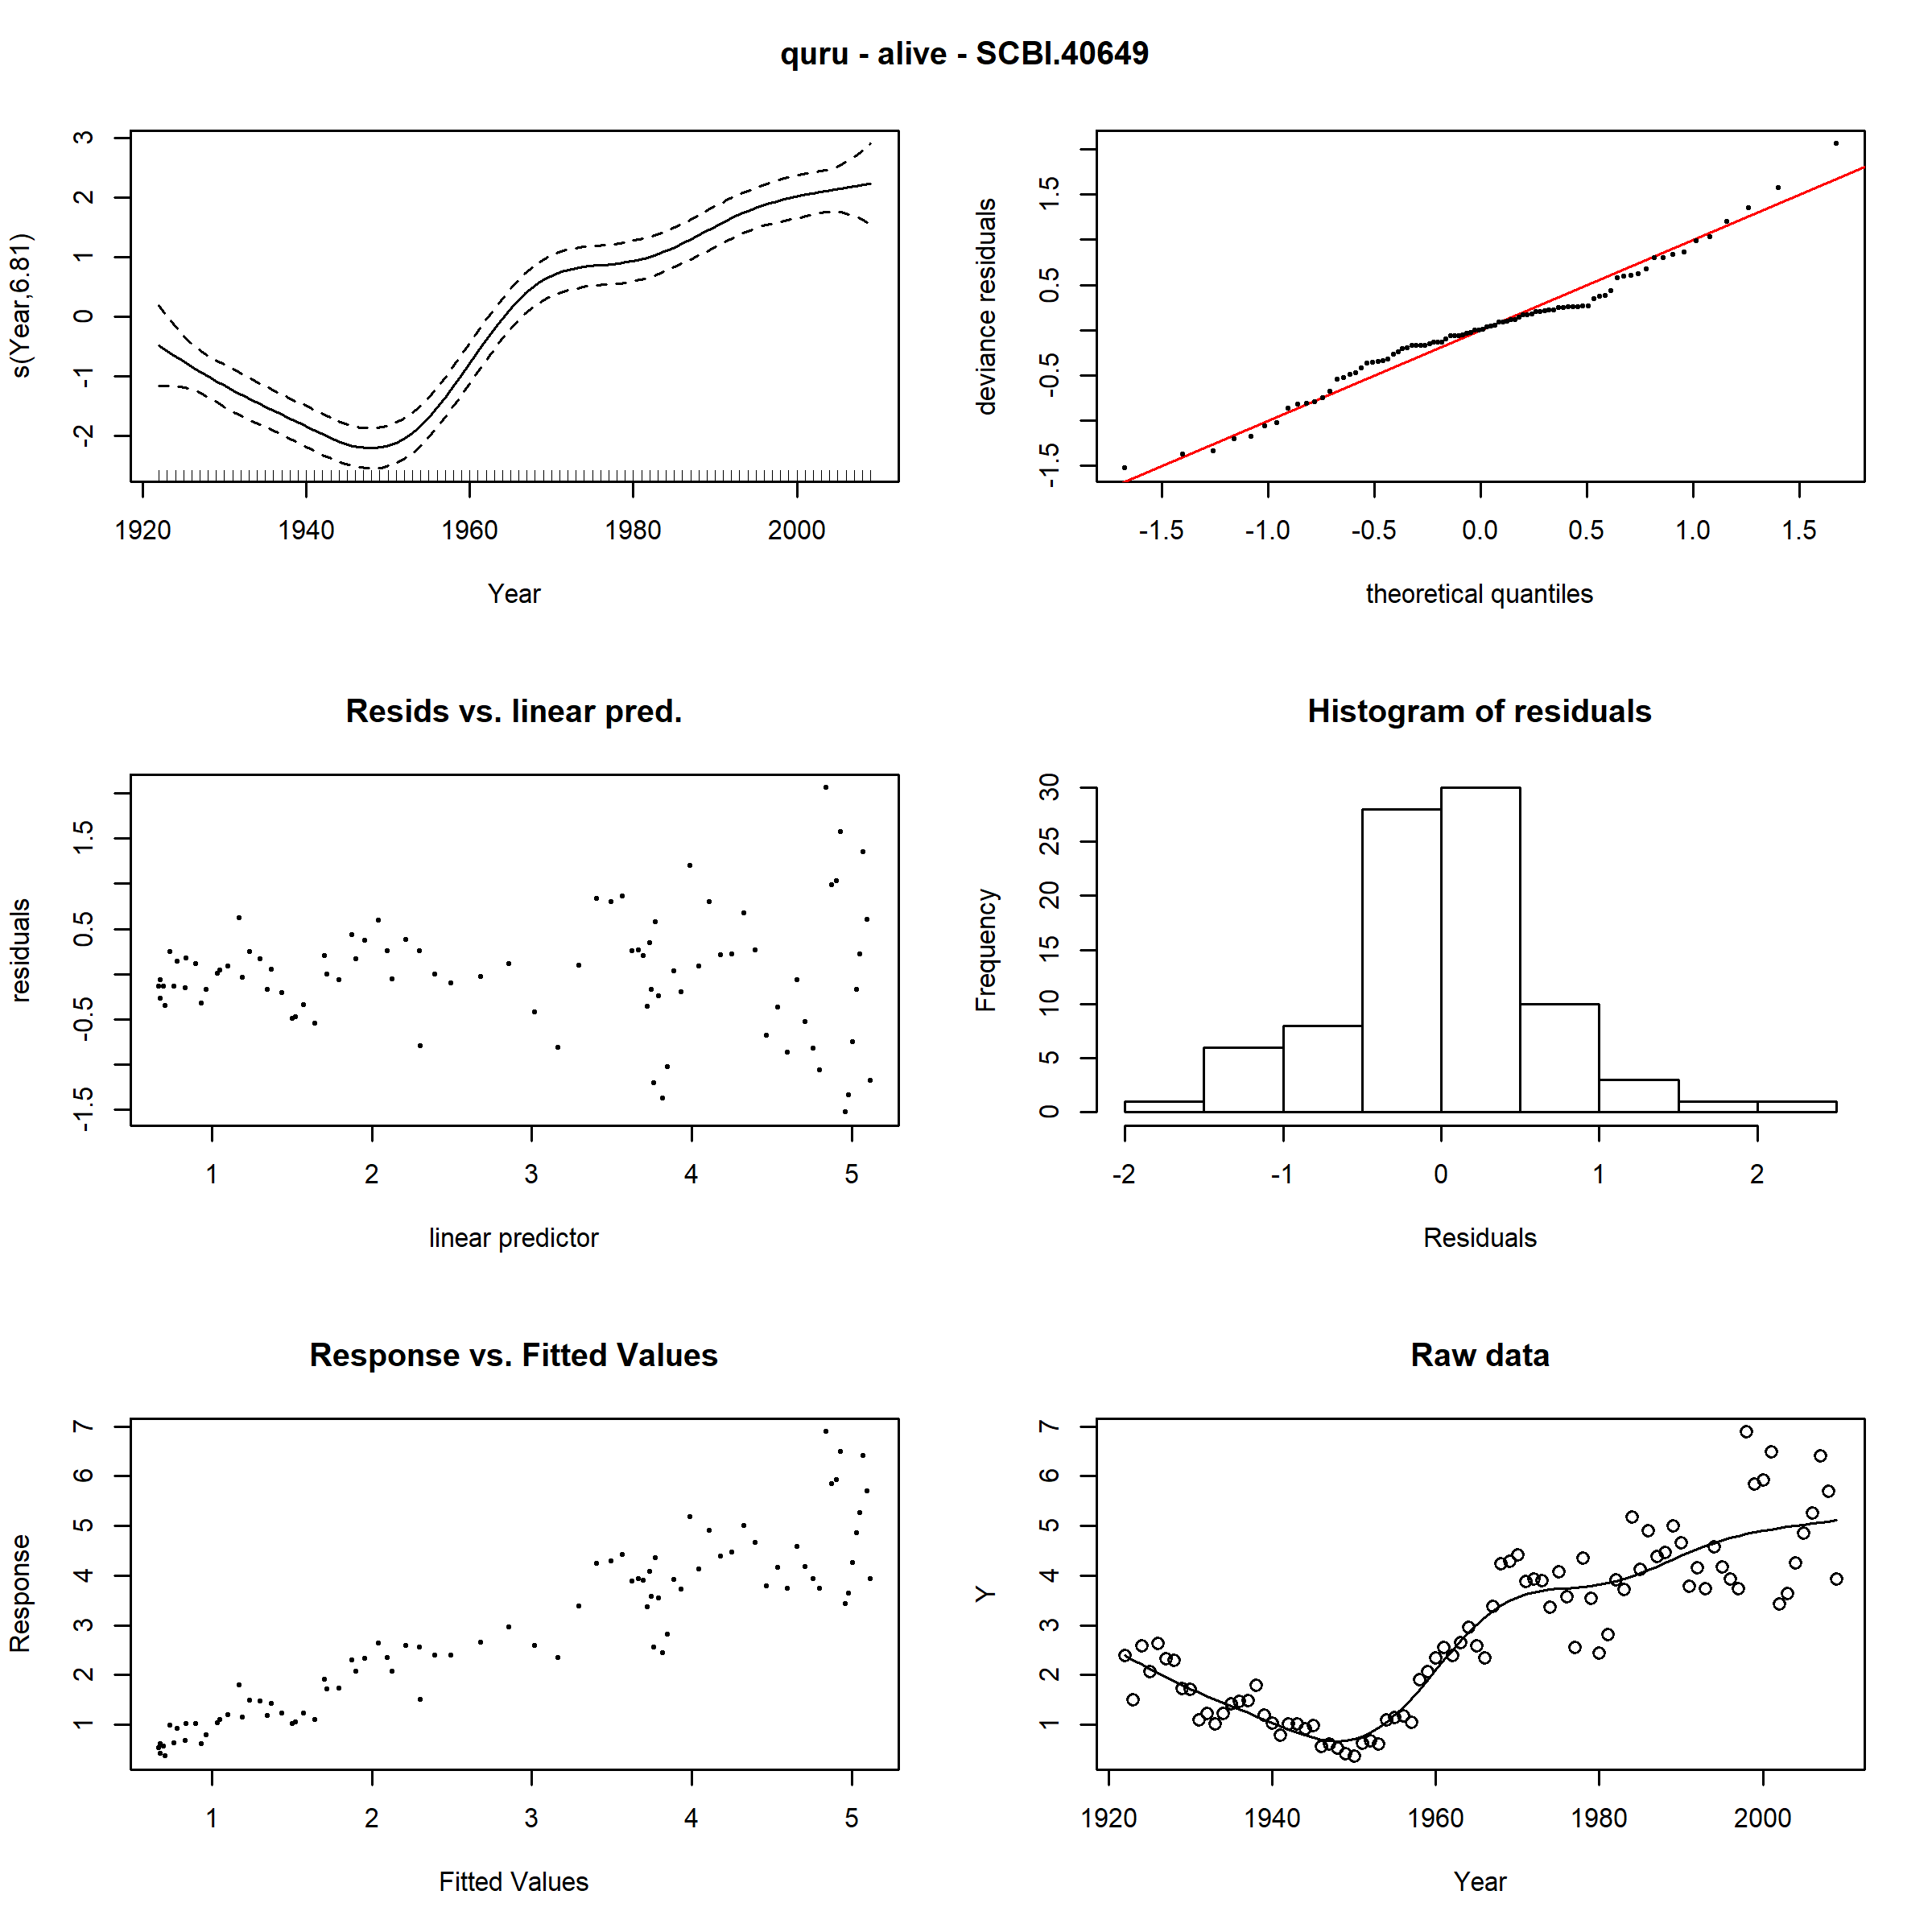 quru - alive - SCBI.40649
s(Year,6.81)
3
2
1
0
-1
-2
1920 1940 1960 1980 2000
Year
deviance residuals
1.5
0.5
-0.5
-1.5
-1.5 -1.0 -0.5 0.0 0.5 1.0 1.5
theoretical quantiles
Resids vs. linear pred.
residuals
1.5
0.5
-0.5
-1.5
1 2 3 4 5
linear predictor
Histogram of residuals
Frequency
30
25
20
15
10
5
0
-2 -1 0 1 2
Residuals
Response vs. Fitted Values
Response
7
6
5
4
3
2
1
1 2 3 4 5
Fitted Values
Raw data
Y
7
6
5
4
3
2
1
1920 1940 1960 1980 2000
Year